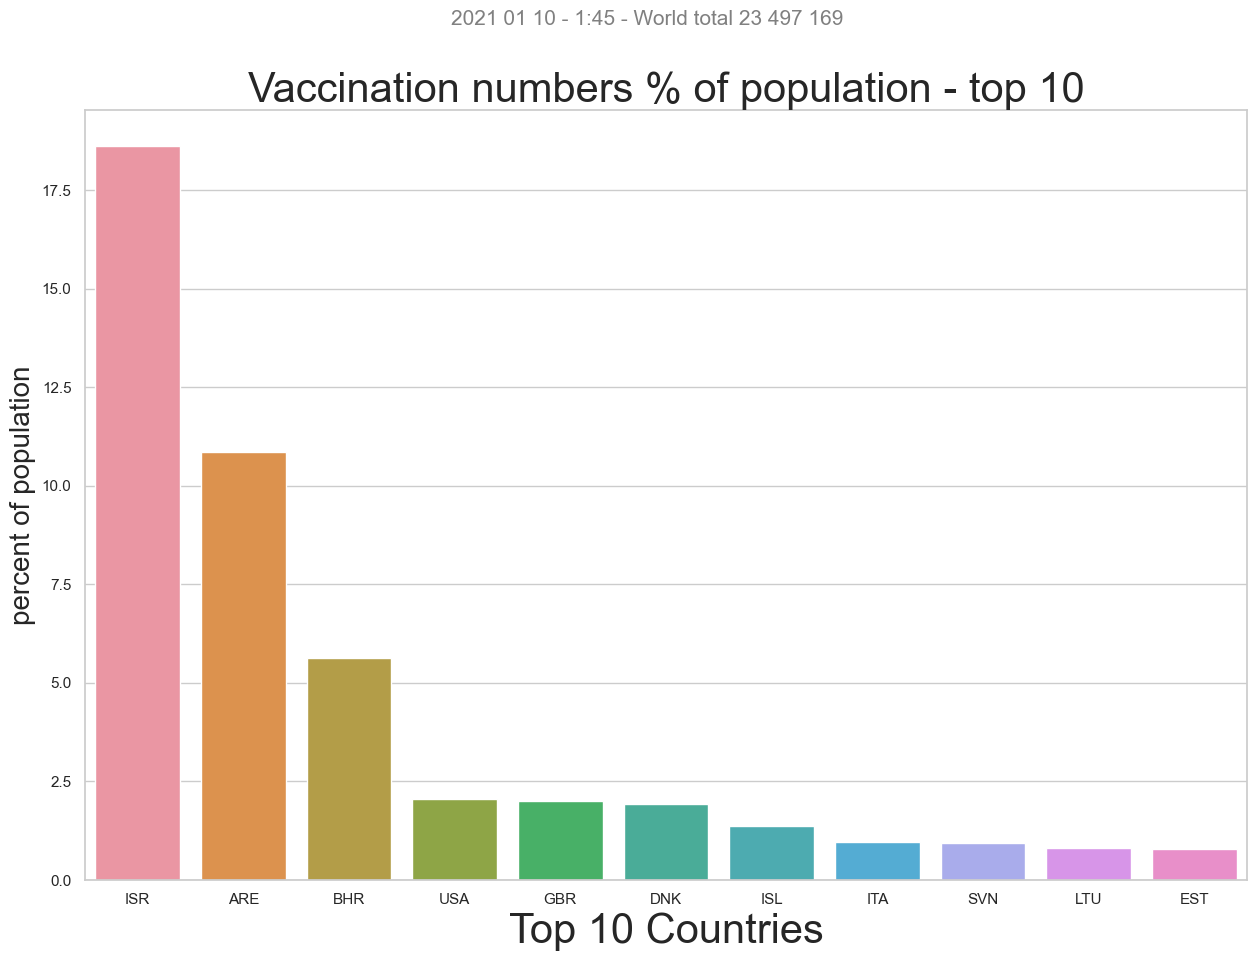 2021 01 10 - 1:45 - World total 23 497 169
Vaccination numbers % of population - top 10
percent of population
17.5
15.0
12.5
10.0
7.5
5.0
2.5
0.0
ISR ARE BHR USA GBR DNK ISL ITA SVN LTU EST
Top 10 Countries